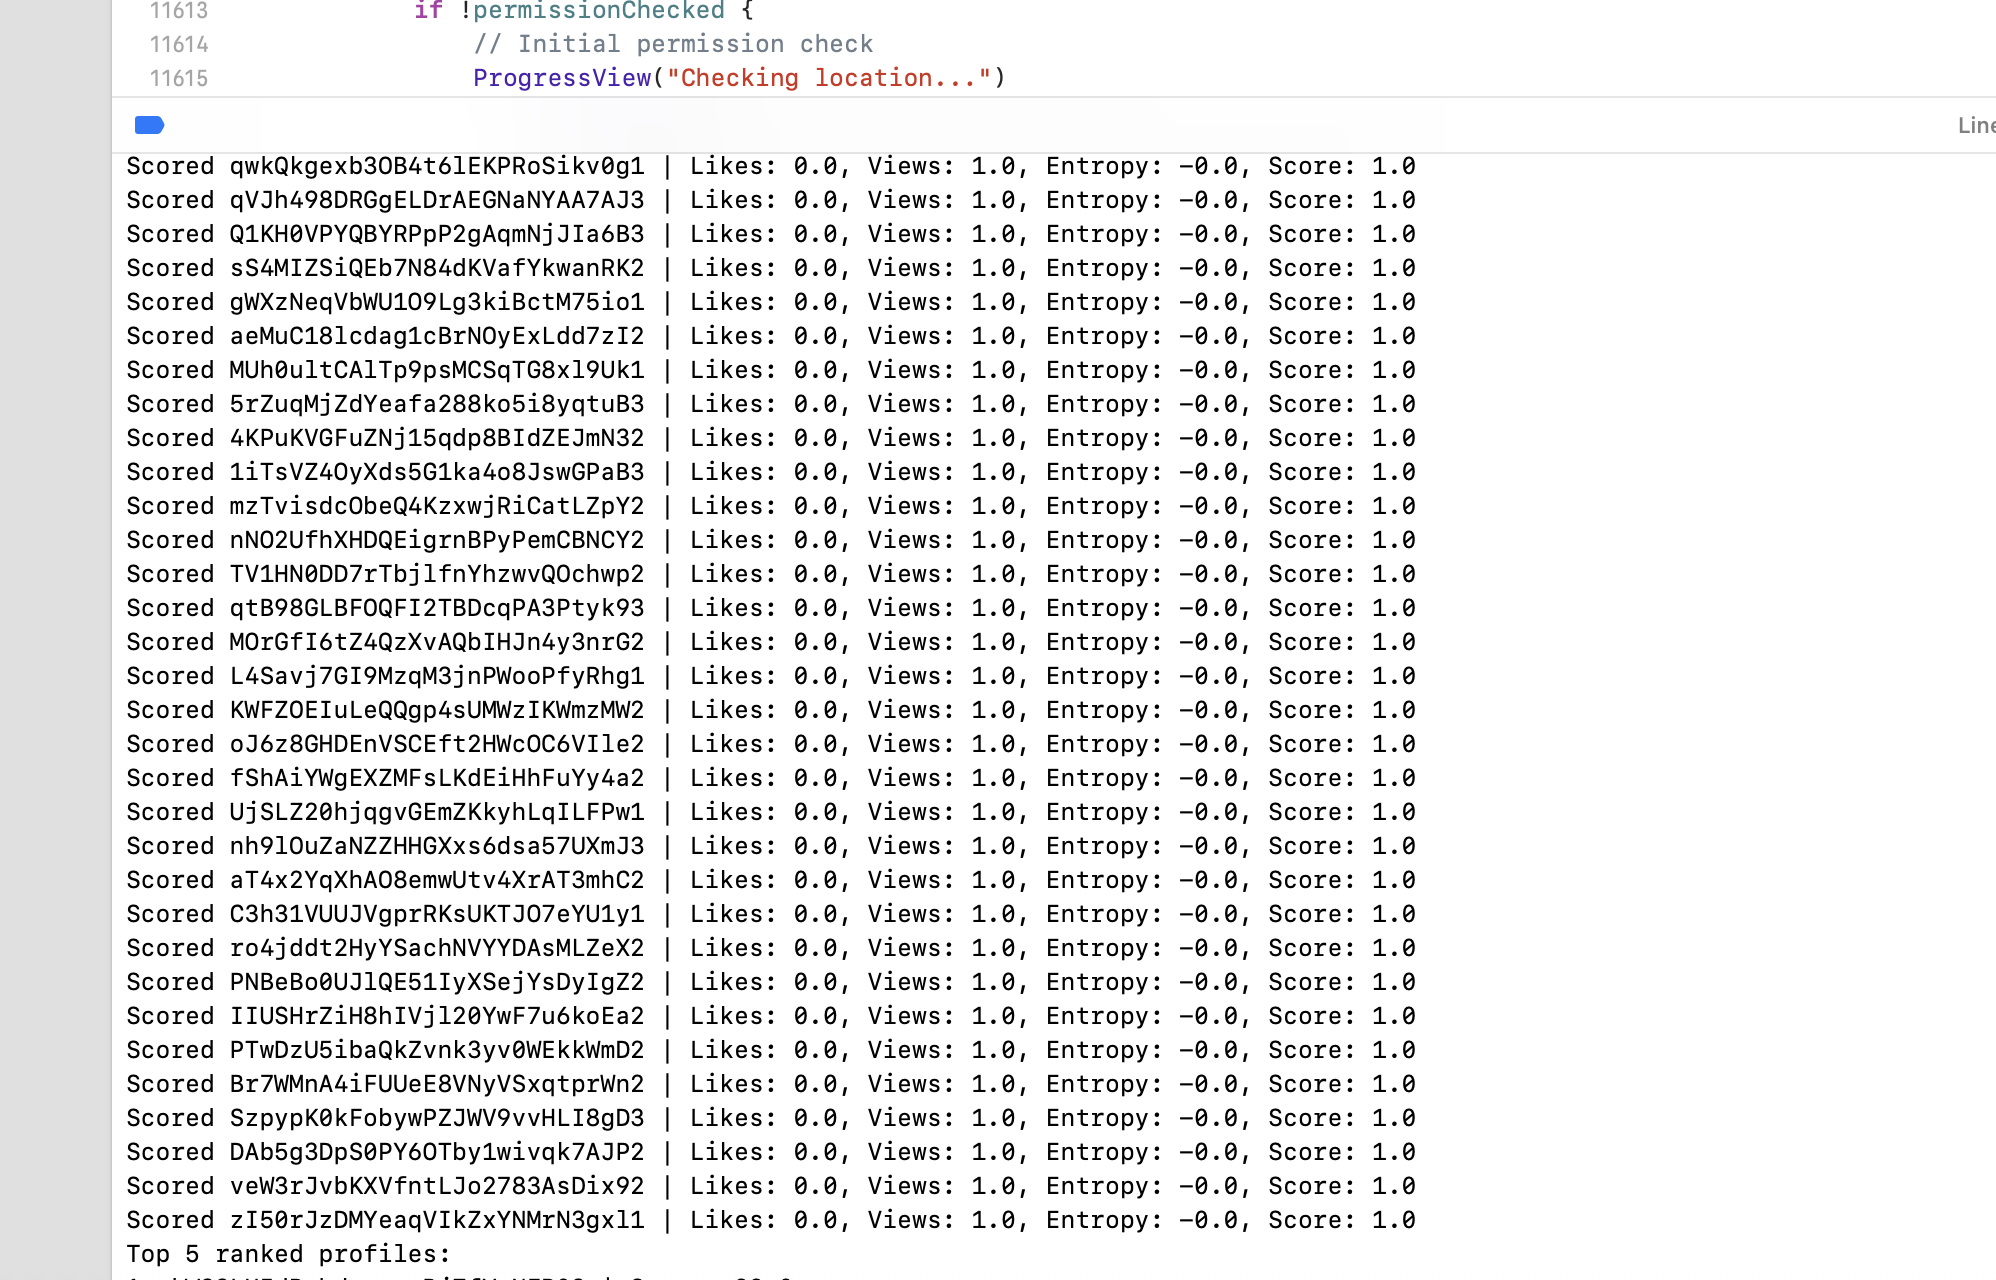 11613 if !permissionChecked {
11614 // Initial permission check
11615 ProgressView("Checking location...")
Line
Scored qwkQkgexb3OB4t6lEKPRoSikv0g1 | Likes: 0.0, Views: 1.0, Entropy: -0.0, Score: 1.0
Scored qVJh498DRGgELDrAEGNaNYAA7AJ3 | Likes: 0.0, Views: 1.0, Entropy: -0.0, Score: 1.0
Scored Q1KH0VPYQBYRPpP2gAqmNjJIa6B3 | Likes: 0.0, Views: 1.0, Entropy: -0.0, Score: 1.0
Scored sS4MIZSiQEb7N84dKVafYkwanRK2 | Likes: 0.0, Views: 1.0, Entropy: -0.0, Score: 1.0
Scored gWXzNeqVbWU1O9Lg3kiBctM75io1 | Likes: 0.0, Views: 1.0, Entropy: -0.0, Score: 1.0
Scored aeMuC18lcdag1cBrNOyExLdd7zI2 | Likes: 0.0, Views: 1.0, Entropy: -0.0, Score: 1.0
Scored MUh0ultCAlTp9psMCSqTG8xl9Uk1 | Likes: 0.0, Views: 1.0, Entropy: -0.0, Score: 1.0
Scored 5rZuqMjZdYeafa288ko5i8yqtuB3 | Likes: 0.0, Views: 1.0, Entropy: -0.0, Score: 1.0
Scored 4KPuKVGFuZNj15qdp8BIdZEJmN32 | Likes: 0.0, Views: 1.0, Entropy: -0.0, Score: 1.0
Scored 1iTsVZ4OyXds5G1ka4o8JswGPaB3 | Likes: 0.0, Views: 1.0, Entropy: -0.0, Score: 1.0
Scored mzTvisdcObeQ4KzxwjRiCatLZpY2 | Likes: 0.0, Views: 1.0, Entropy: -0.0, Score: 1.0
Scored nNO2UfhXHDQEigrnBPyPemCBNCY2 | Likes: 0.0, Views: 1.0, Entropy: -0.0, Score: 1.0
Scored TV1HN0DD7rTbjlfnYhzwvQOchwp2 | Likes: 0.0, Views: 1.0, Entropy: -0.0, Score: 1.0
Scored qtB98GLBFOQFI2TBDcqPA3Ptyk93 | Likes: 0.0, Views: 1.0, Entropy: -0.0, Score: 1.0
Scored MOrGfI6tZ4QzXvAQbIHJn4y3nrG2 | Likes: 0.0, Views: 1.0, Entropy: -0.0, Score: 1.0
Scored L4Savj7GI9MzqM3jnPWooPfyRhg1 | Likes: 0.0, Views: 1.0, Entropy: -0.0, Score: 1.0
Scored KWFZOEIuLeQQgp4sUMWzIKWmzMW2 | Likes: 0.0, Views: 1.0, Entropy: -0.0, Score: 1.0
Scored oJ6z8GHDEnVSCEft2HWcOC6VIle2 | Likes: 0.0, Views: 1.0, Entropy: -0.0, Score: 1.0
Scored fShAiYWgEXZMFsLKdEiHhFuYy4a2 | Likes: 0.0, Views: 1.0, Entropy: -0.0, Score: 1.0
Scored UjSLZ20hjqgvGEmZKkyhLqILFPw1 | Likes: 0.0, Views: 1.0, Entropy: -0.0, Score: 1.0
Scored nh9lOuZaNZZHHGXxs6dsa57UXmJ3 | Likes: 0.0, Views: 1.0, Entropy: -0.0, Score: 1.0
Scored aT4x2YqXhAO8emwUtv4XrAT3mhC2 | Likes: 0.0, Views: 1.0, Entropy: -0.0, Score: 1.0
Scored C3h31VUUJVgprRKsUKTJO7eYU1y1 | Likes: 0.0, Views: 1.0, Entropy: -0.0, Score: 1.0
Scored ro4jddt2HyYSachNVYYDAsMLZeX2 | Likes: 0.0, Views: 1.0, Entropy: -0.0, Score: 1.0
Scored PNBeBo0UJlQE51IyXSejYsDyIgZ2 | Likes: 0.0, Views: 1.0, Entropy: -0.0, Score: 1.0
Scored IIUSHrZiH8hIVjl20YwF7u6koEa2 | Likes: 0.0, Views: 1.0, Entropy: -0.0, Score: 1.0
Scored PTwDzU5ibaQkZvnk3yv0WEkkWmD2 | Likes: 0.0, Views: 1.0, Entropy: -0.0, Score: 1.0
Scored Br7WMnA4iFUUeE8VNyVSxqtprWn2 | Likes: 0.0, Views: 1.0, Entropy: -0.0, Score: 1.0
Scored SzpypK0kFobywPZJWV9vvHLI8gD3 | Likes: 0.0, Views: 1.0, Entropy: -0.0, Score: 1.0
Scored DAb5g3DpS0PY6OTby1wivqk7AJP2 | Likes: 0.0, Views: 1.0, Entropy: -0.0, Score: 1.0
Scored veW3rJvbKXVfntLJo2783AsDix92 | Likes: 0.0, Views: 1.0, Entropy: -0.0, Score: 1.0
Scored zI50rJzDMYeaqVIkZxYNMrN3gxl1 | Likes: 0.0, Views: 1.0, Entropy: -0.0, Score: 1.0
Top 5 ranked profiles: